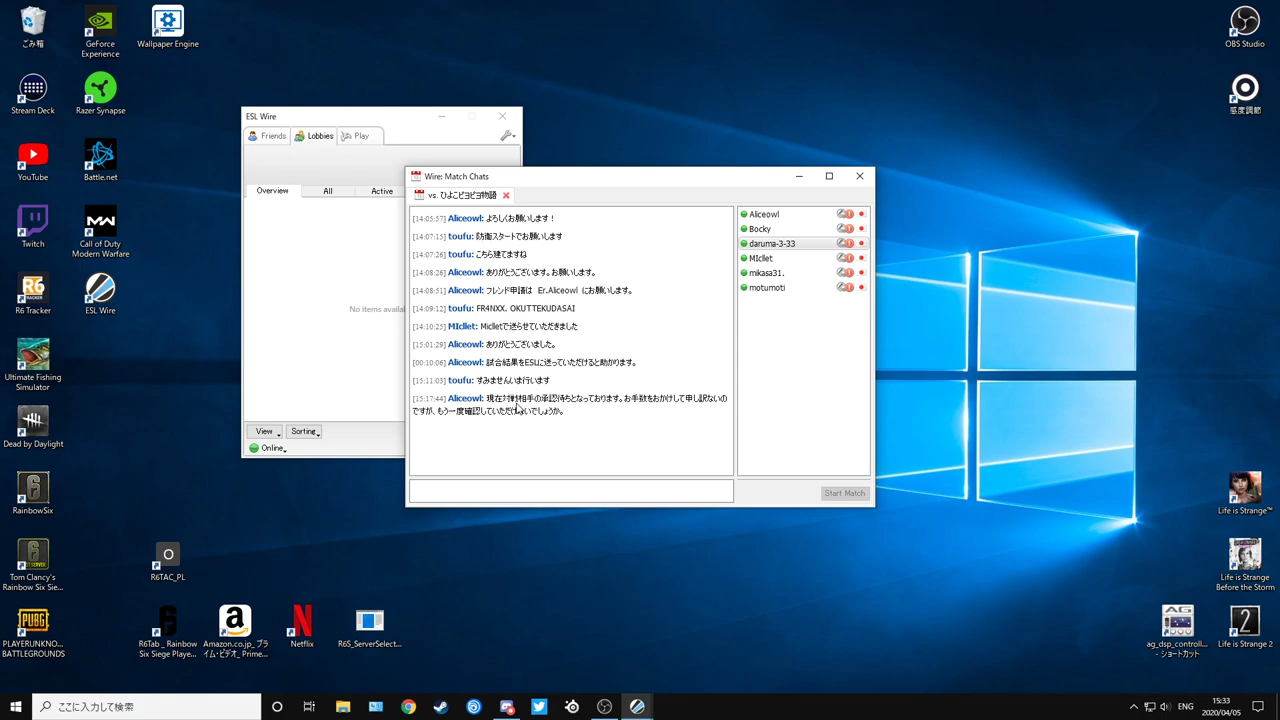 ごみ箱
GeForce
Experience
Wallpaper Engine
OBS Studio
Stream Deck
Razer Synapse
感度調節
YouTube
Battle.net
Twitch
Call of Duty
Modern Warfare
R6 Tracker
ESL Wire
Ultimate Fishing
Simulator
Dead by Daylight
RainbowSix
Tom Clancy's
Rainbow Six Sie...
R6TAC_PL
PLAYERUNKNO...
BATTLEGROUNDS
R6Tab _ Rainbow
Six Siege Playe...
Amazon.co.jp_ プラ
イム・ビデオ_ Prime...
Netflix
R6S_ServerSelect...
Life is Strange™
Life is Strange
Before the Storm
ag_dsp_controll...
- ショートカット
Life is Strange 2
ESL Wire
Friends
Lobbies
Play
Overview
All
Active
No items availab
View
Sorting
Online
Wire: Match Chats
vs. ひよこピヨピヨ物語
[14:05:57] Aliceowl: よろしくお願いします！
[14:07:15] toufu: 防衛スタートでお願いします
[14:07:26] toufu: こちら建てますね
[14:08:26] Aliceowl: ありがとうございます。お願いします。
[14:08:51] Aliceowl: フレンド申請は　Er.Aliceowl　にお願いします。
[14:09:12] toufu: FR4NXX. OKUTTEKUDASAI
[14:10:25] MIcllet: Miclletで送らせていただきました
[15:01:29] Aliceowl: ありがとうございました。
[00:10:06] Aliceowl: 試合結果をESLに送っていただけると助かります。
[15:11:03] toufu: すみませんいま行います
[15:17:44] Aliceowl: 現在対戦相手の承認待ちとなっております。お手数をおかけして申し訳ないの
ですが、もう一度確認していただけないでしょうか。
Aliceowl
Bocky
daruma-3-33
MIcllet
mikasa31.
motumoti
Start Match
ここに入力して検索
15:33
2020/04/05